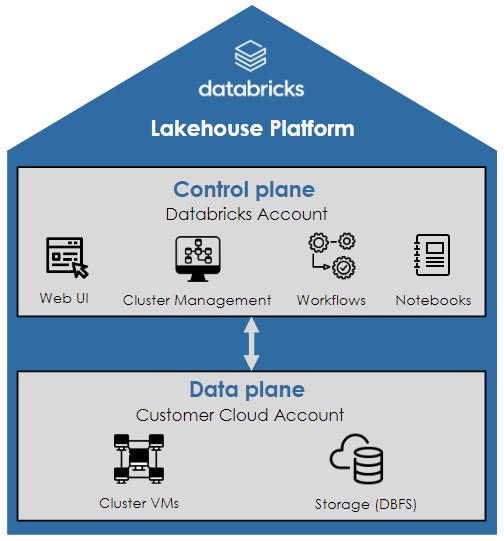 databricks
Lakehouse Platform
Control plane
Databricks Account
Web UI
Cluster Management
Workflows
Notebooks
Data plane
Customer Cloud Account
Cluster VMs
Storage (DBFS)